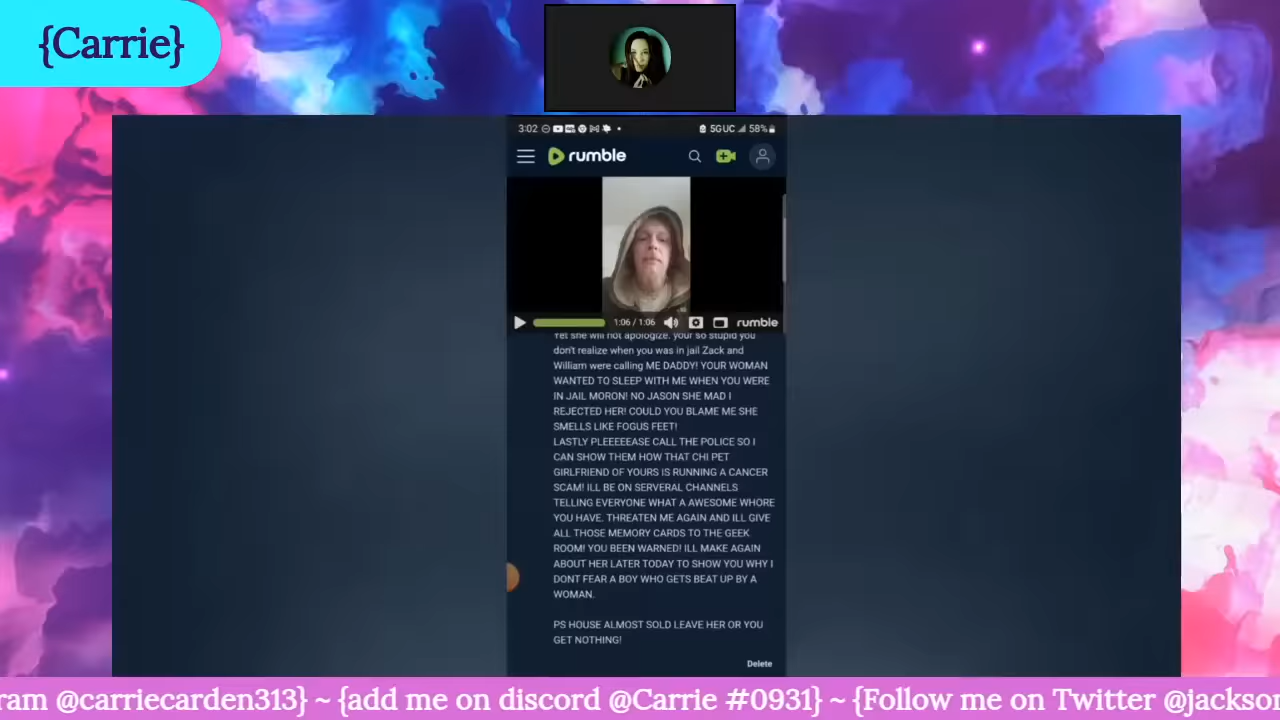 {Carrie}
3:02
5GUC
58%
rumble
1:06 / 1:06
rumble
Yet she will not apologize. your so stupid you
don't realize when you was in jail Zack and
William were calling ME DADDY! YOUR WOMAN
WANTED TO SLEEP WITH ME WHEN YOU WERE
IN JAIL MORON! NO JASON SHE MAD I
REJECTED HER! COULD YOU BLAME ME SHE
SMELLS LIKE FOGUS FEET!
LASTLY PLEEEEEASE CALL THE POLICE SO I
CAN SHOW THEM HOW THAT CHI PET
GIRLFRIEND OF YOURS IS RUNNING A CANCER
SCAM! ILL BE ON SERVERAL CHANNELS
TELLING EVERYONE WHAT A AWESOME WHORE
YOU HAVE. THREATEN ME AGAIN AND ILL GIVE
ALL THOSE MEMORY CARDS TO THE GEEK
ROOM! YOU BEEN WARNED! ILL MAKE AGAIN
ABOUT HER LATER TODAY TO SHOW YOU WHY I
DONT FEAR A BOY WHO GETS BEAT UP BY A
WOMAN.
PS HOUSE ALMOST SOLD LEAVE HER OR YOU
GET NOTHING!
Delete
ram @carriecarden313} ~ {add me on discord @Carrie #0931} ~ {Follow me on Twitter @jackson